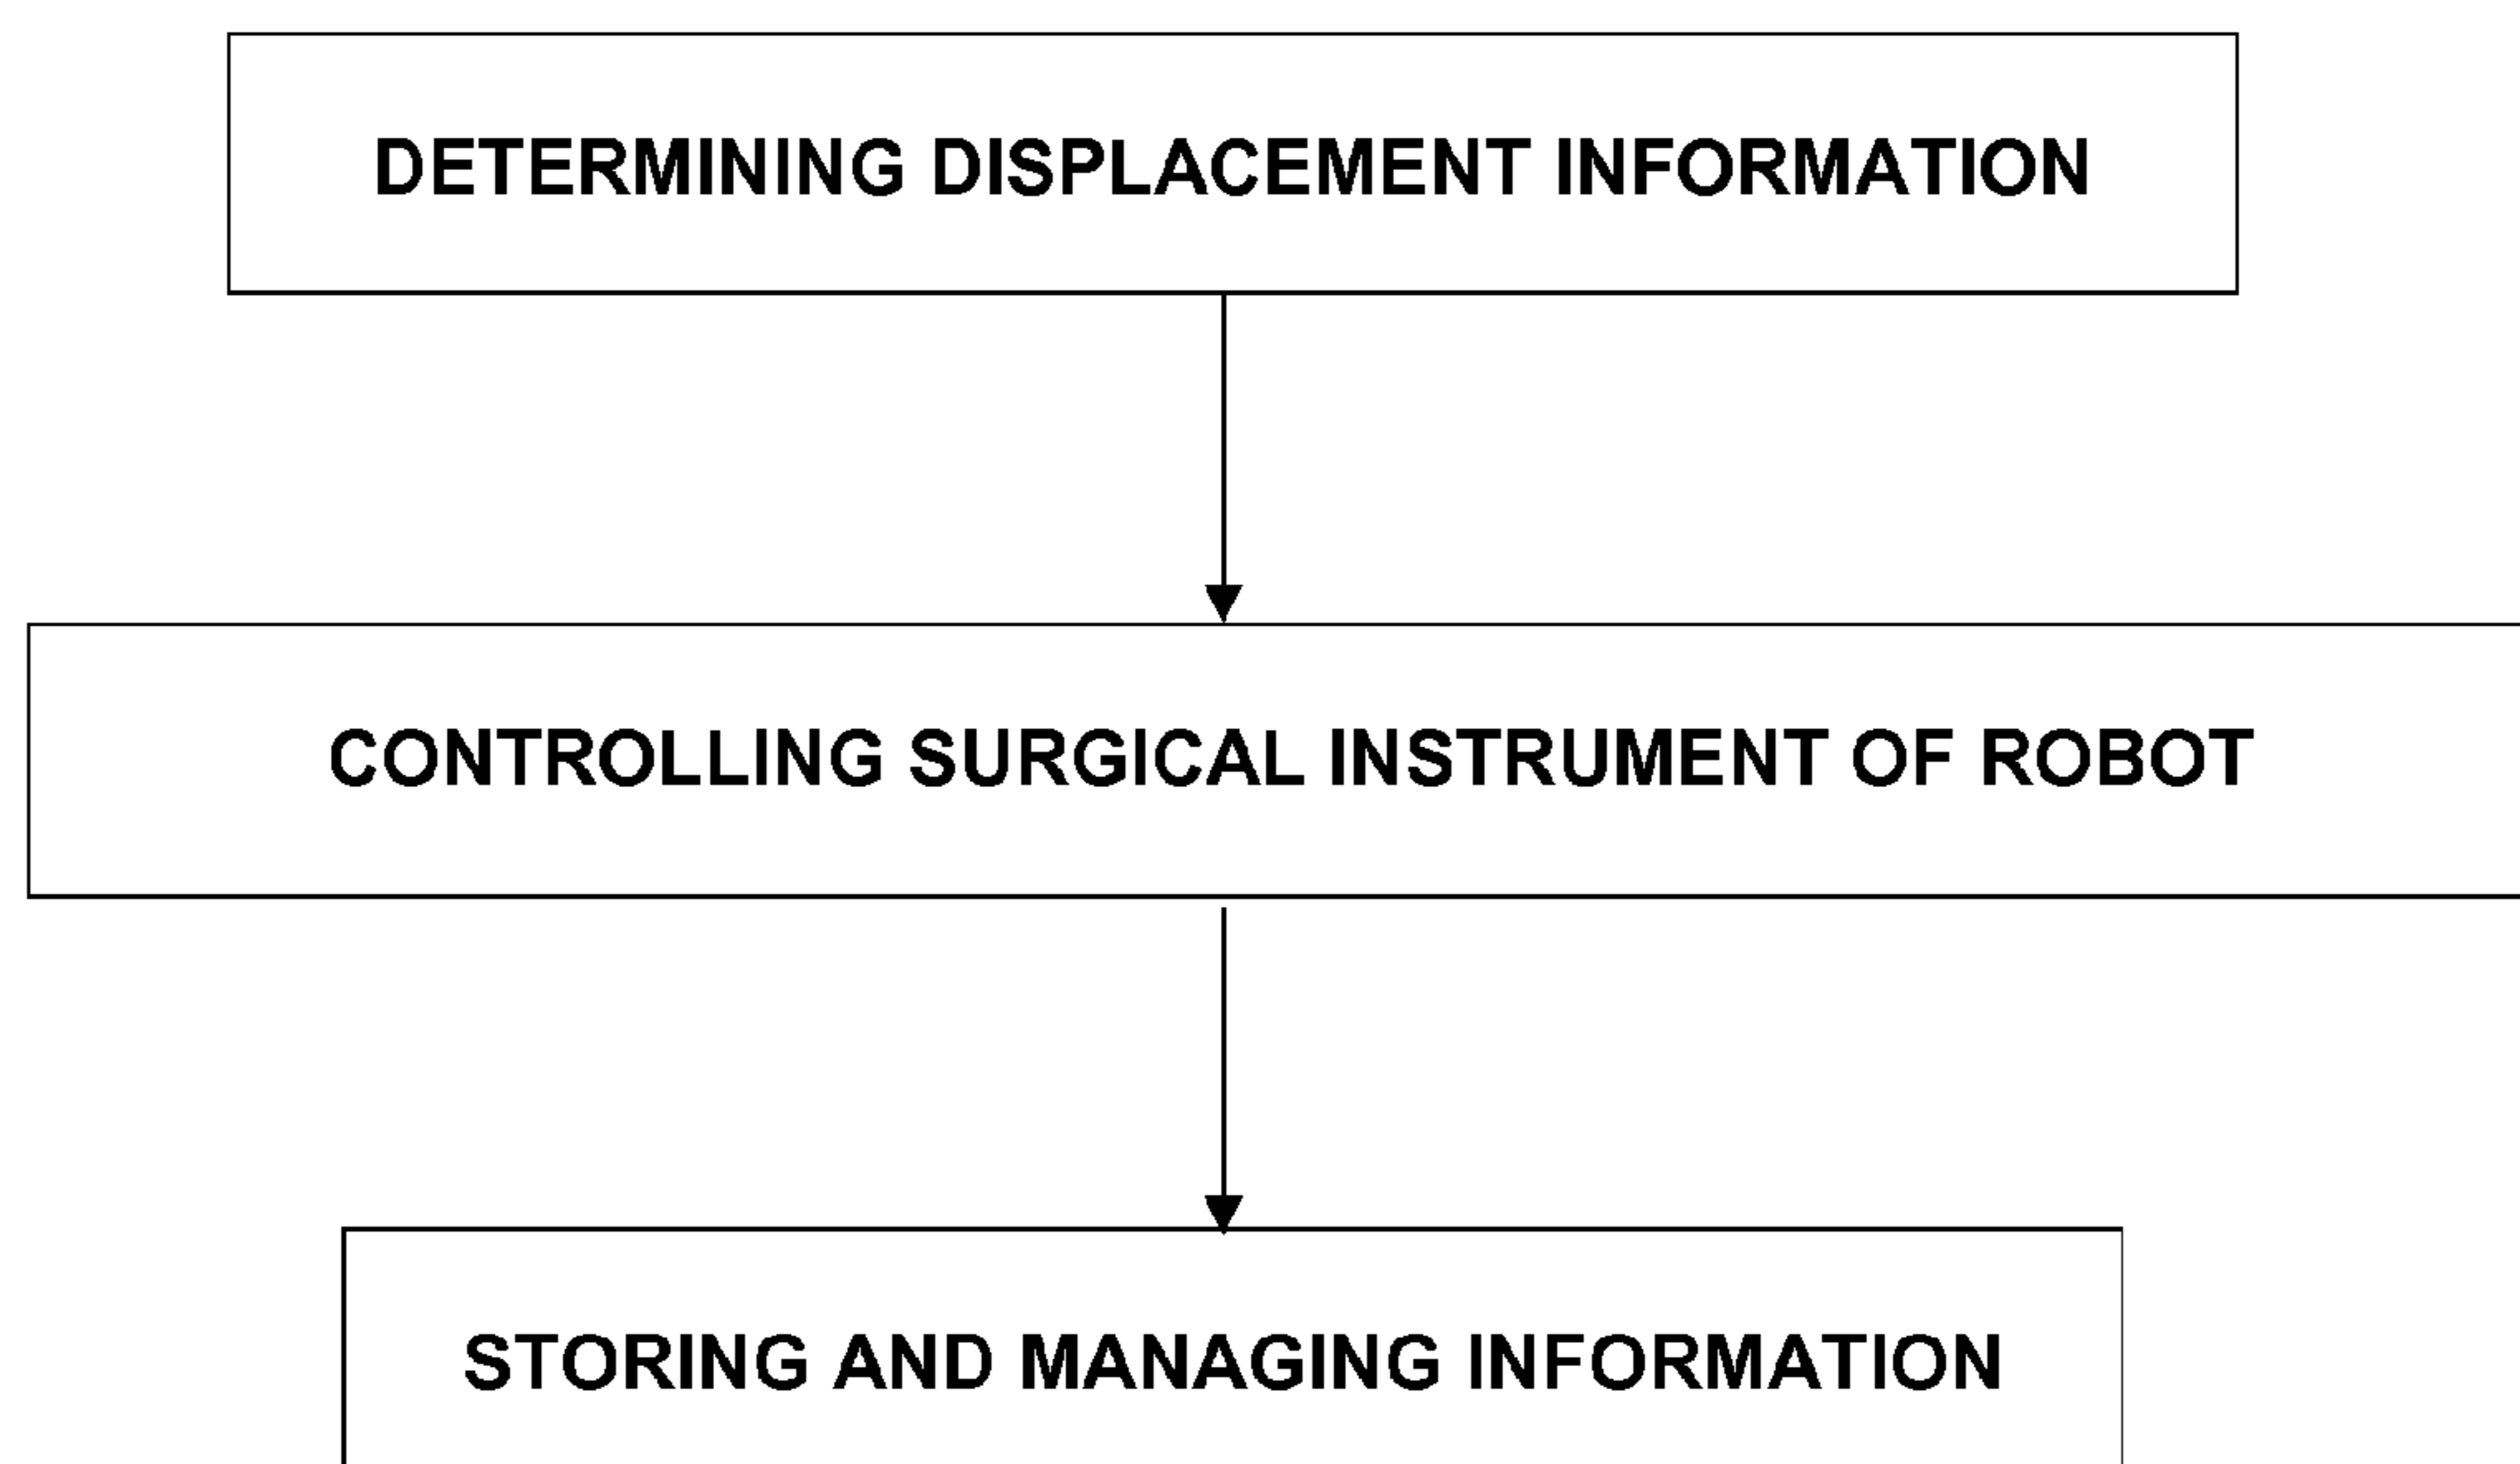 DETERMINING DISPLACEMENT INFORMATION
CONTROLLING SURGICAL INSTRUMENT OF ROBOT
STORING AND MANAGING INFORMATION